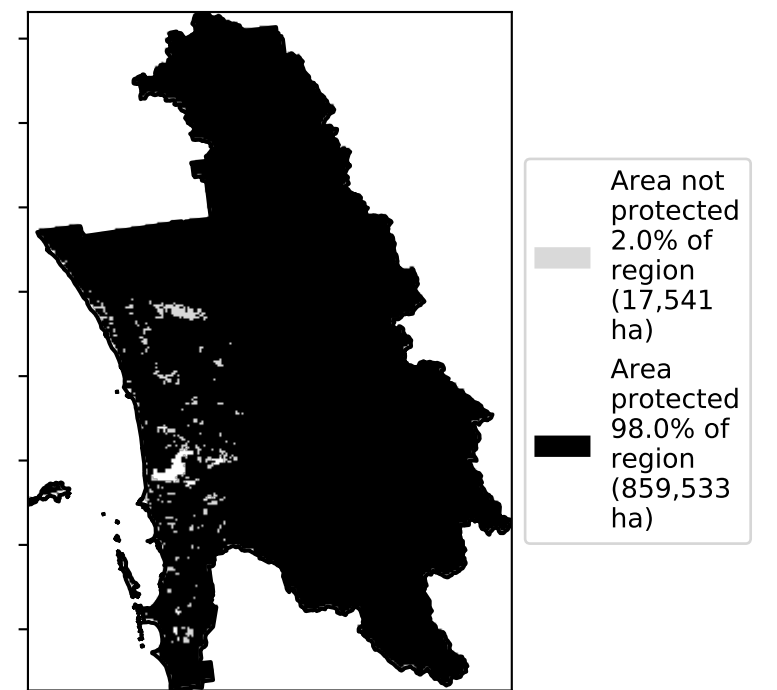 Area not
protected
2.0% of
region
(17,541
ha)
Area
protected
98.0% of
region
(859,533
ha)